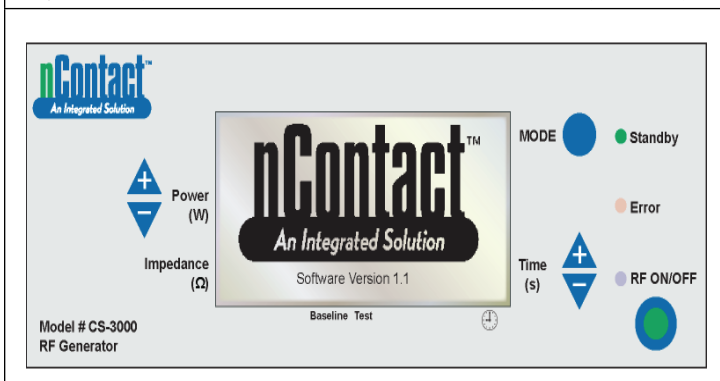 nContact™
An Integrated Solution
nContact™
An Integrated Solution
Software Version 1.1
MODE
Standby
Power
(W)
Error
Impedance
(Ω)
Time
(s)
RF ON/OFF
Baseline Test
Model # CS-3000
RF Generator